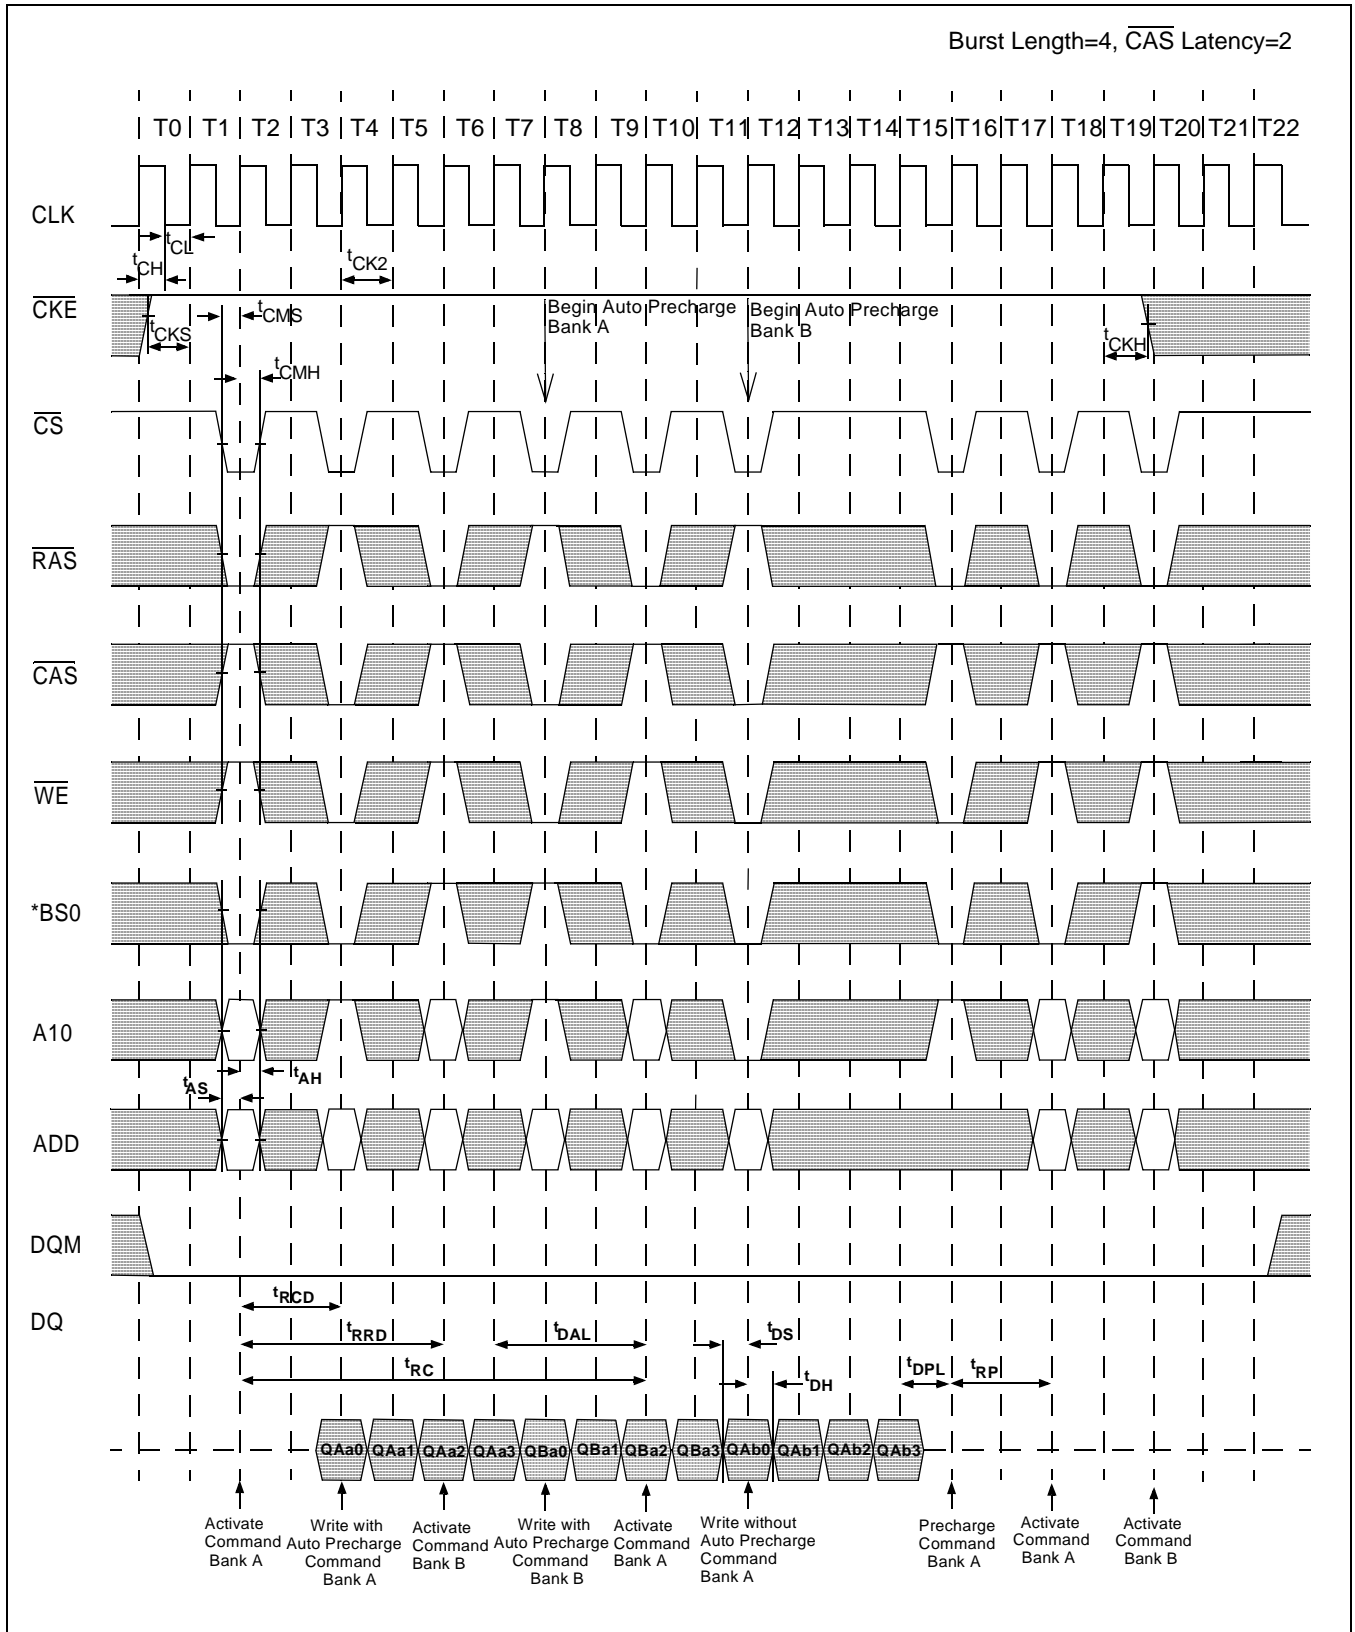 Burst Length=4, CAS Latency=2
T0 T1 T2 T3 T4 T5 T6 T7 T8 T9 T10 T11 T12 T13 T14 T15 T16 T17 T18 T19 T20 T21 T22
CLK
tCL
tCH
tCK2
CKE
tCMS
Begin Auto Precharge
Bank A
Begin Auto Precharge
Bank B
tCKS
tCKH
tCMH
CS
RAS
CAS
WE
*BS0
A10
tAS
tAH
ADD
DQM
tRCD
DQ
tRRD
tDAL
tDS
tRC
tDH
tDPL
tRP
QAa0 QAa1 QAa2 QAa3 QBa0 QBa1 QBa2 QBa3 QAb0 QAb1 QAb2 QAb3
Activate
Command
Bank A
Write with
Auto Precharge
Command
Bank A
Activate
Command
Bank B
Write with
Auto Precharge
Command
Bank B
Activate
Command
Bank A
Write without
Auto Precharge
Command
Bank A
Precharge
Command
Bank A
Activate
Command
Bank A
Activate
Command
Bank B